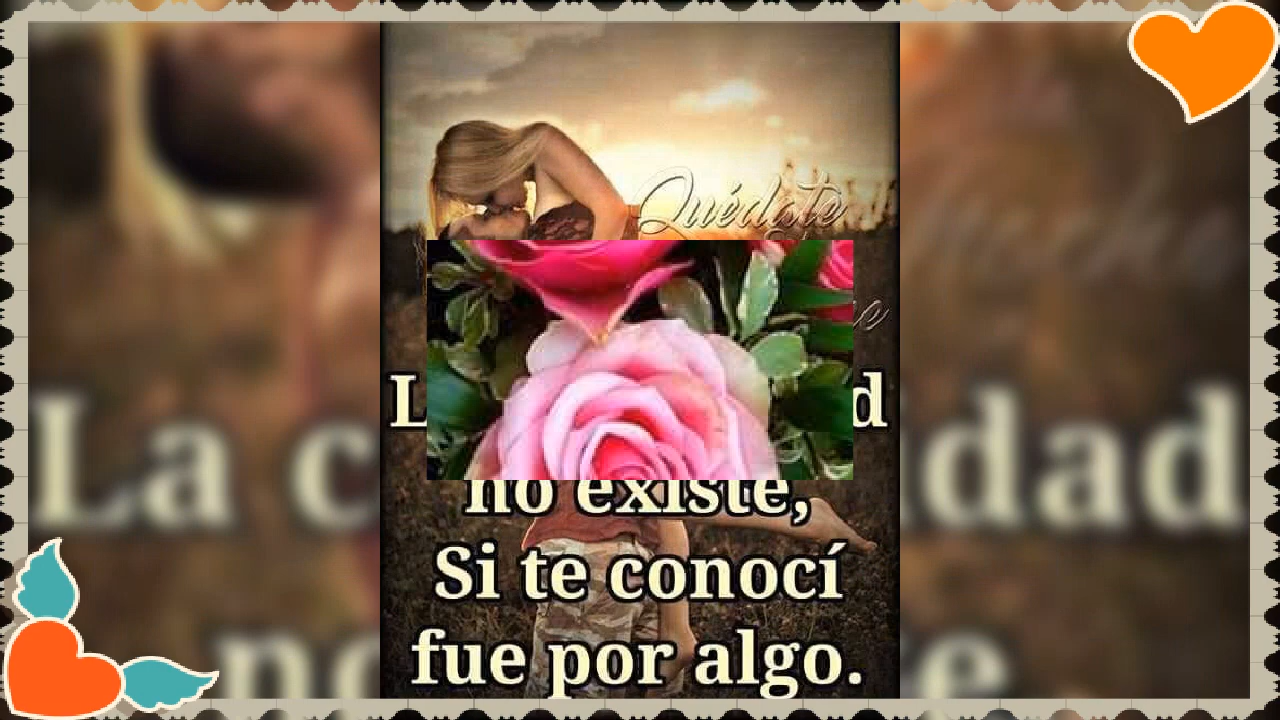 Quédate
no existe,
Si te conocí
fue por algo.